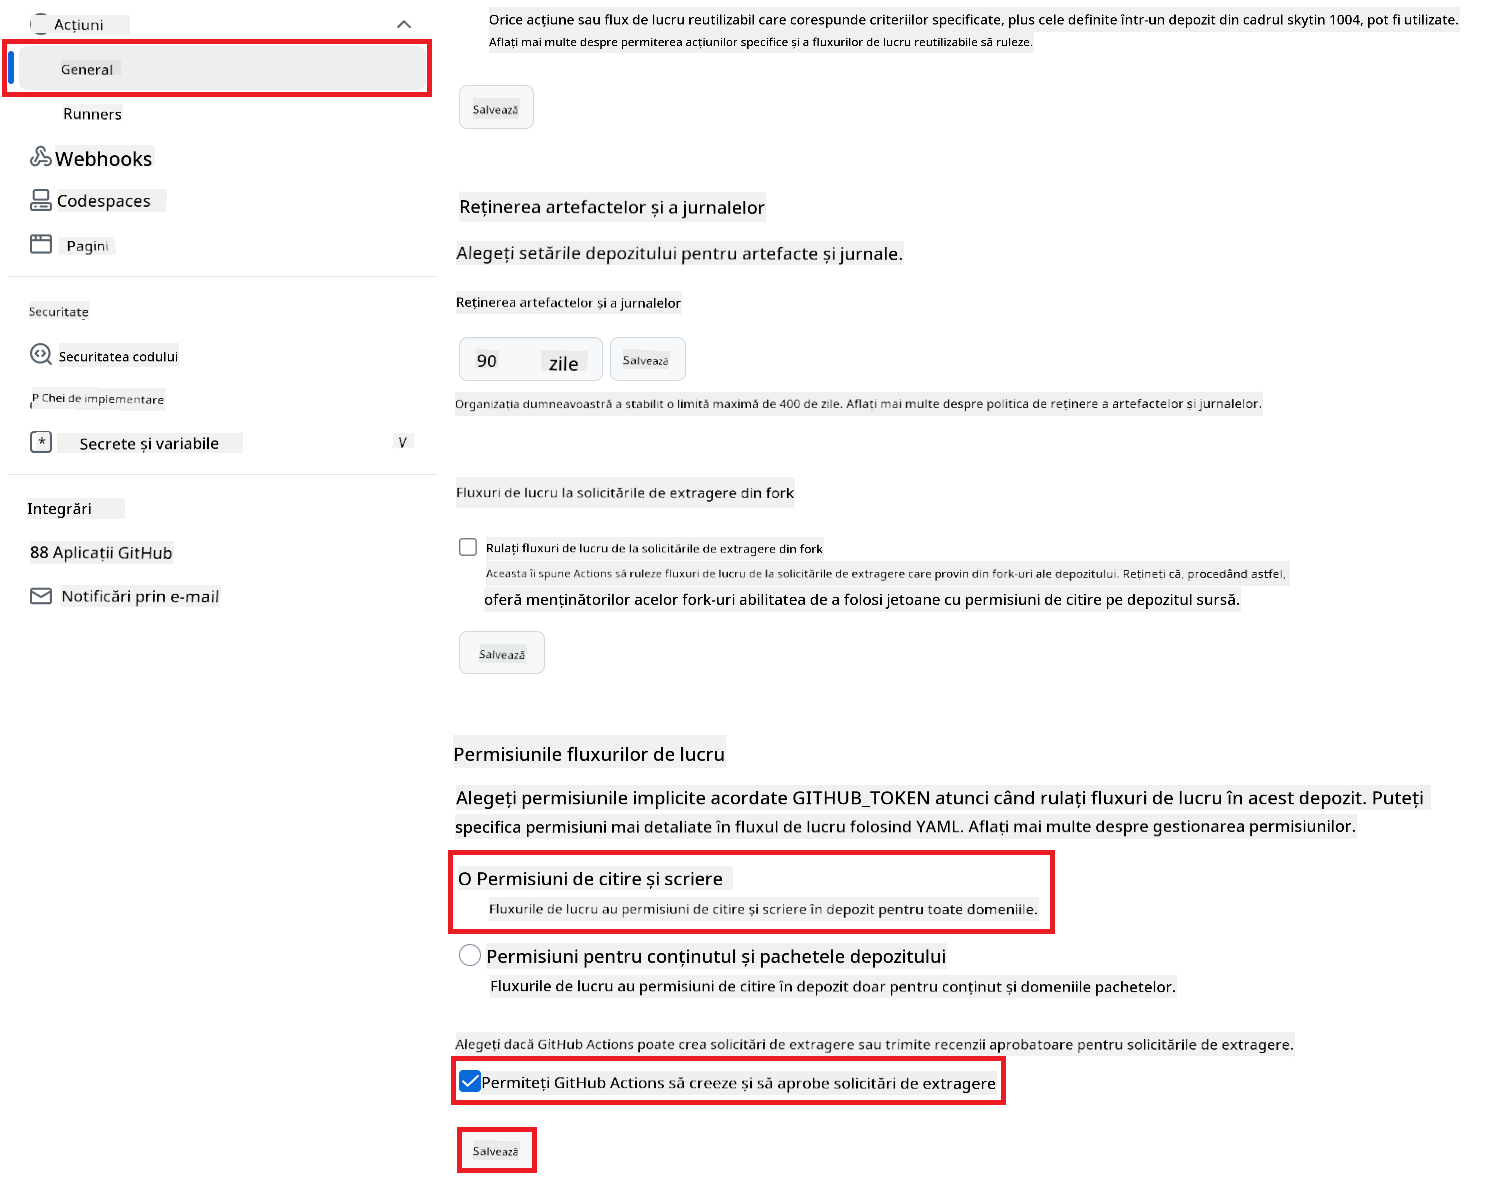 Acțiuni
General
Runners
Webhooks
Codespaces
Pagini
Securitate
Securitatea codului
P Chei de implementare
Secrete și variabile V
Integrări
88 Aplicații GitHub
Notificări prin e-mail
Orice acțiune sau flux de lucru reutilizabil care corespunde criteriilor specificate, plus cele definite într-un depozit din cadrul skytin 1004, pot fi utilizate.
Aflați mai multe despre permiterea acțiunilor specifice și a fluxurilor de lucru reutilizabile să ruleze.
Salvează
Reținerea artefactelor și a jurnalelor
Alegeți setările depozitului pentru artefacte și jurnale.
Reținerea artefactelor și a jurnalelor
90 zile Salvează
Organizația dumneavoastră a stabilit o limită maximă de 400 de zile. Aflați mai multe despre politica de reținere a artefactelor și jurnalelor.
Fluxuri de lucru la solicitările de extragere din fork
Rulați fluxuri de lucru de la solicitările de extragere din fork
Aceasta îi spune Actions să ruleze fluxuri de lucru de la solicitările de extragere care provin din fork-uri ale depozitului. Rețineți că, procedând astfel,
oferă menținătorilor acelor fork-uri abilitatea de a folosi jetoane cu permisiuni de citire pe depozitul sursă.
Salvează
Permisiunile fluxurilor de lucru
Alegeți permisiunile implicite acordate GITHUB_TOKEN atunci când rulați fluxuri de lucru în acest depozit. Puteți
specifica permisiuni mai detaliate în fluxul de lucru folosind YAML. Aflați mai multe despre gestionarea permisiunilor.
O Permisiuni de citire și scriere
Fluxurile de lucru au permisiuni de citire și scriere în depozit pentru toate domeniile.
Permisiuni pentru conținutul și pachetele depozitului
Fluxurile de lucru au permisiuni de citire în depozit doar pentru conținut și domeniile pachetelor.
Alegeți dacă GitHub Actions poate crea solicitări de extragere sau trimite recenzii aprobatoare pentru solicitările de extragere.
Permiteți GitHub Actions să creeze și să aprobe solicitări de extragere
Salvează